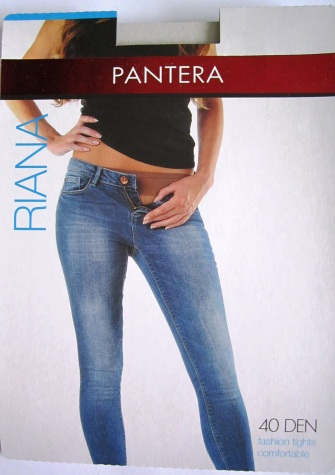 PANTERA
RIANA
40 DEN
fashion tights
comfortable